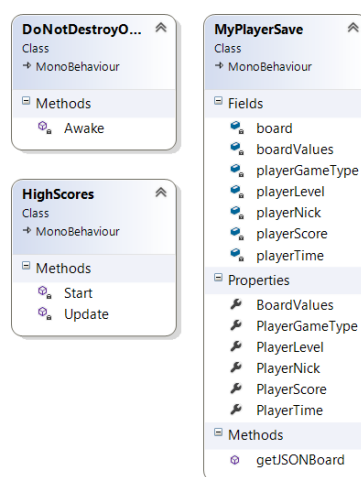 DoNotDestroyO...
Class
MonoBehaviour
Methods
Awake
HighScores
Class
MonoBehaviour
Methods
Start
Update
MyPlayerSave
Class
MonoBehaviour
Fields
board
boardValues
playerGameType
playerLevel
playerNick
playerScore
playerTime
Properties
BoardValues
PlayerGameType
PlayerLevel
PlayerNick
PlayerScore
PlayerTime
Methods
getJSONBoard